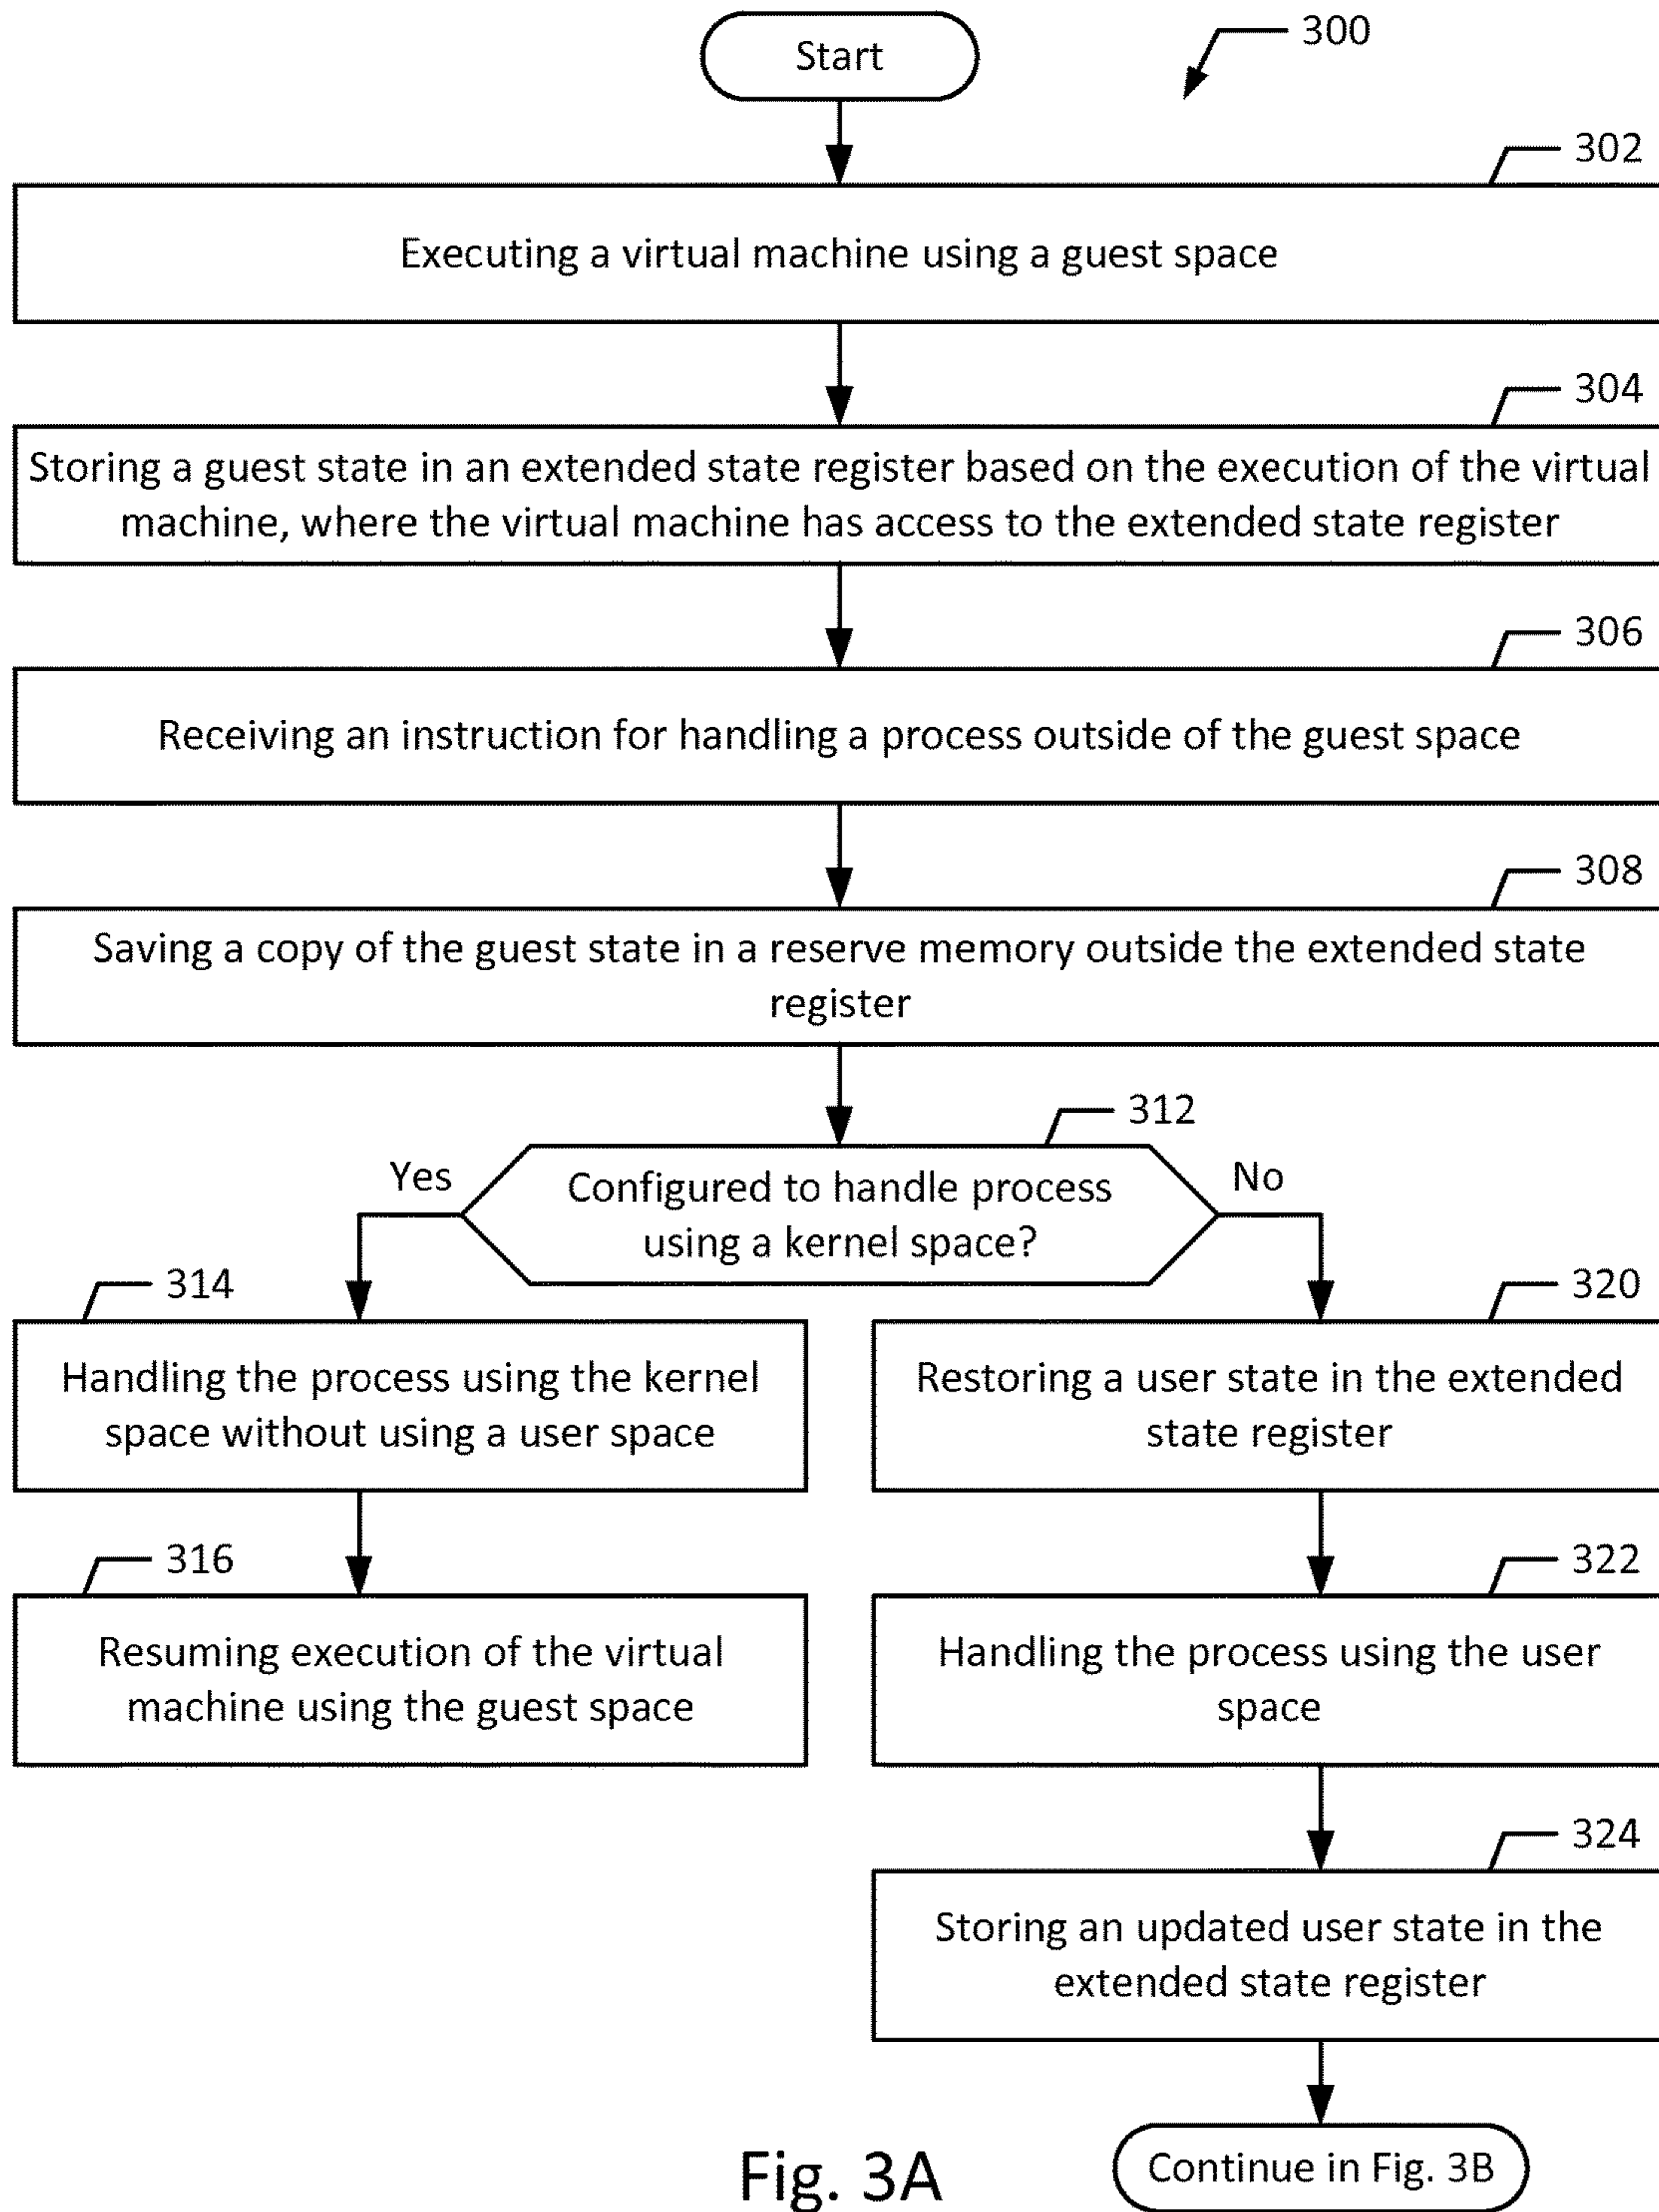 Start
300
302
Executing a virtual machine using a guest space
304
Storing a guest state in an extended state register based on the execution of the virtual
machine, where the virtual machine has access to the extended state register
306
Receiving an instruction for handling a process outside of the guest space
308
Saving a copy of the guest state in a reserve memory outside the extended state
register
312
Yes
Configured to handle process
using a kernel space?
No
314
Handling the process using the kernel
space without using a user space
316
Resuming execution of the virtual
machine using the guest space
320
Restoring a user state in the extended
state register
322
Handling the process using the user
space
324
Storing an updated user state in the
extended state register
Continue in Fig. 3B
Fig. 3A